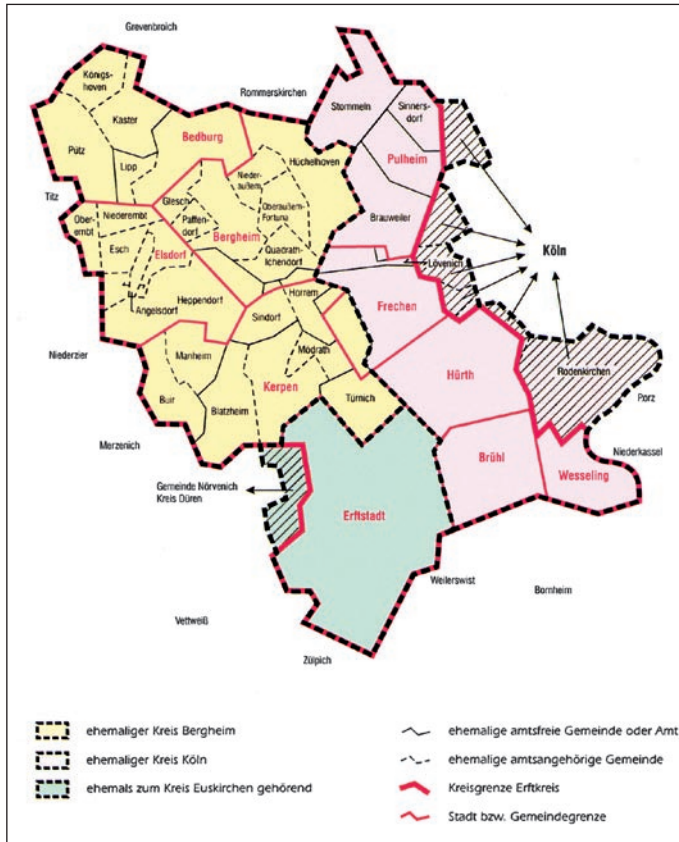 Grevenbroich
Königs-
hoven
Rommerskirchen
Stommeln
Sinners-
dorf
Kaster
Bedburg
Pulheim
Pütz
Lipp
Hüchelhoven
Nieder-
außem
Titz
Glesch
Ober-
embt
Niederembt
Paffen-
dorf
Oberaußem-
Fortuna
Brauweiler
Bergheim
Esch
Elsdorf
Quadrath
-Ichendorf
Köln
Lövenich
Angelsdorf
Heppendorf
Horrem
Frechen
Sindorf
Niederzier
Manheim
Mödrath
Hürth
Rodenkirchen
Kerpen
Buir
Blatzheim
Türnich
Porz
Merzenich
Brühl
Niederkassel
Wesseling
Gemeinde Nörvenich
Kreis Düren
Erftstadt
Weilerswist
Bornheim
Vettweiß
Zülpich
ehemaliger Kreis Bergheim
ehemaliger Kreis Köln
ehemals zum Kreis Euskirchen gehörend
ehemalige amtsfreie Gemeinde oder Amt
ehemalige amtsangehörige Gemeinde
Kreisgrenze Erftkreis
Stadt bzw. Gemeindegrenze